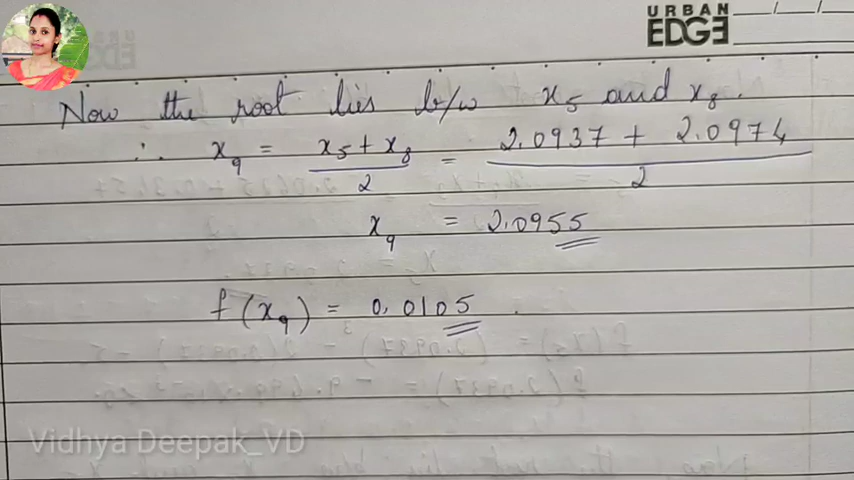 URBAN
EDGE
Now the root lies b/w x₅ and x₈.
∴ x₉ = x₅ + x₈ / 2 = 2.0937 + 2.0974 / 2
x₉ = 2.0955
f(x₉) = 0.0105
Vidhya Deepak_VD